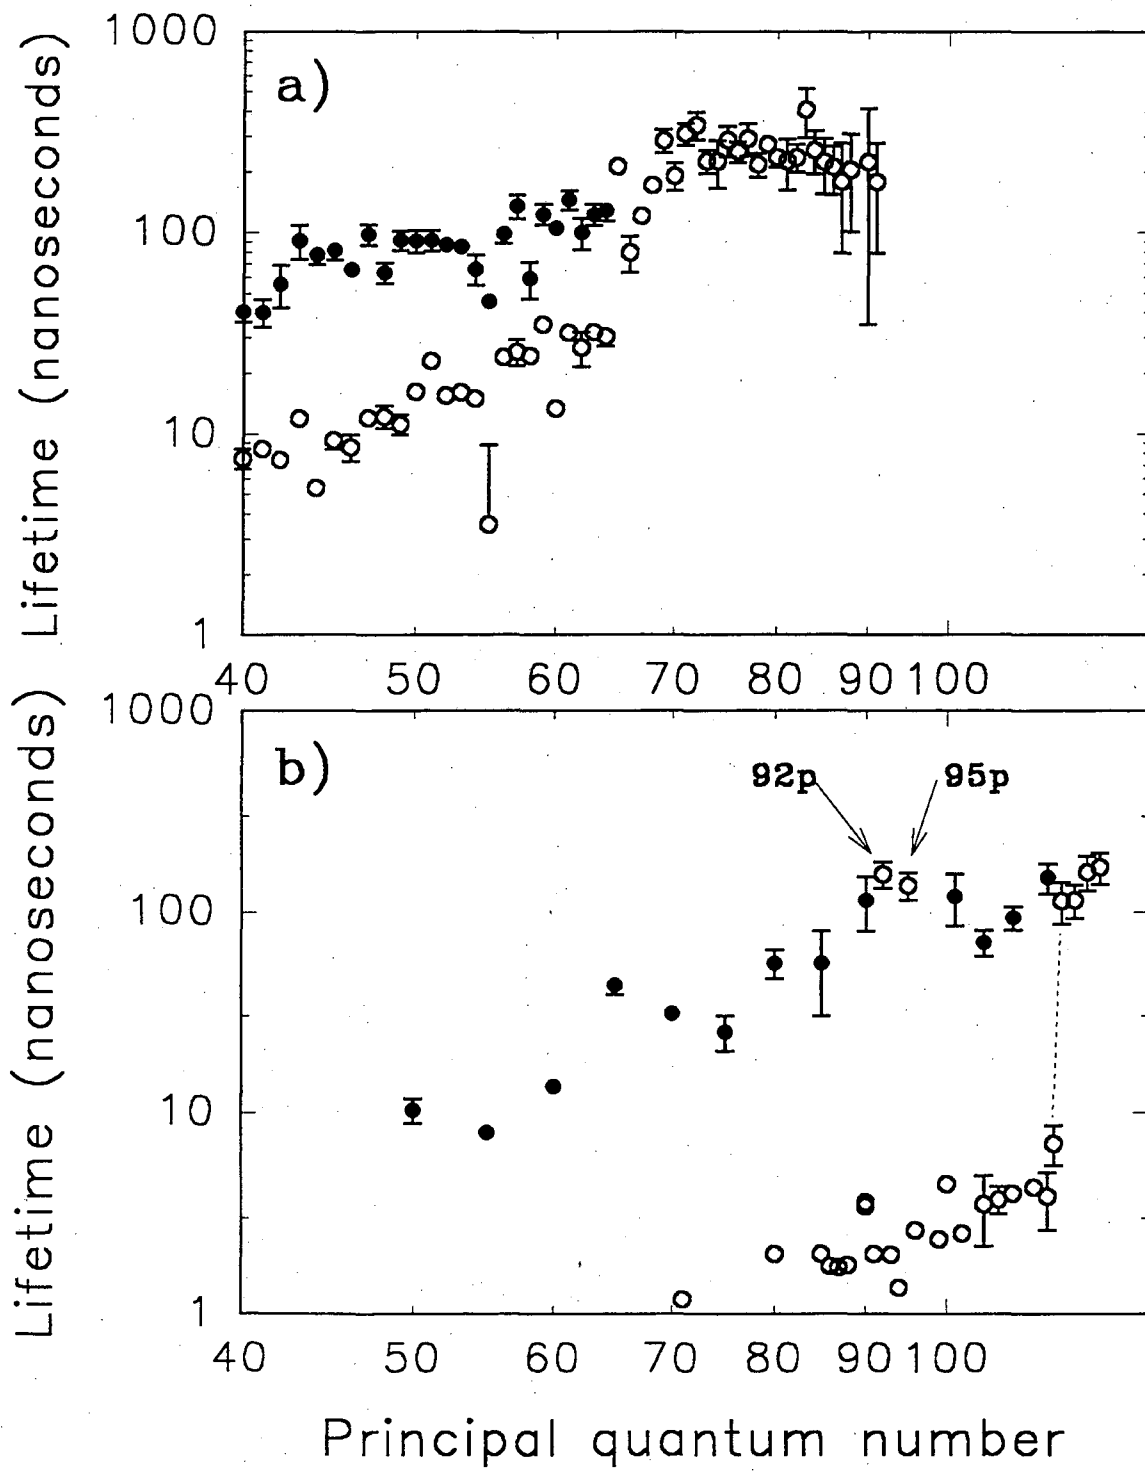 1000
a)
100
10
1
Lifetime (nanoseconds)
40 50 60 70 80 90 100
1000
b)
92p 95p
100
10
1
Lifetime (nanoseconds)
40 50 60 70 80 90 100
Principal quantum number